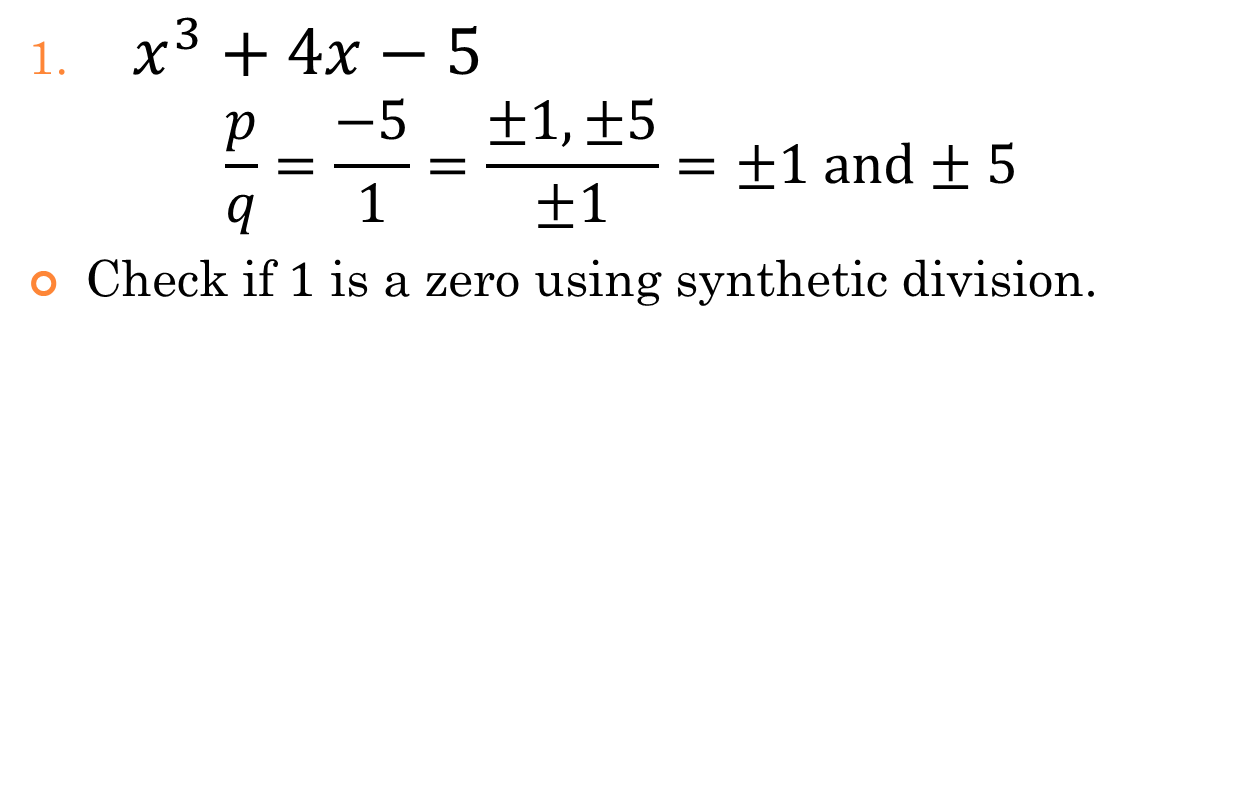 1. x³ + 4x − 5
p/q = −5/1 = ±1, ±5/±1 = ±1 and ± 5
Check if 1 is a zero using synthetic division.